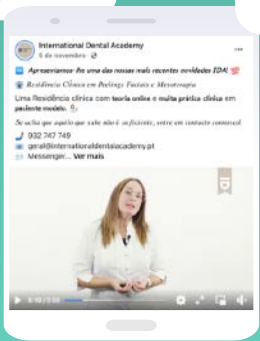 International Dental Academy
6 de novembro
Apresentamos-lhe uma das nossas mais recentes novidades IDA!
Residência Clínica em Peelings Faciais e Mesoterapia
Uma Residência clínica com teoria online e muita prática clínica em
paciente modelo.
Se acha que aquilo que sabe não é suficiente, entre em contacto connosco!
932 747 749
geral@internationaldentalacademy.pt
Messenger... Ver mais